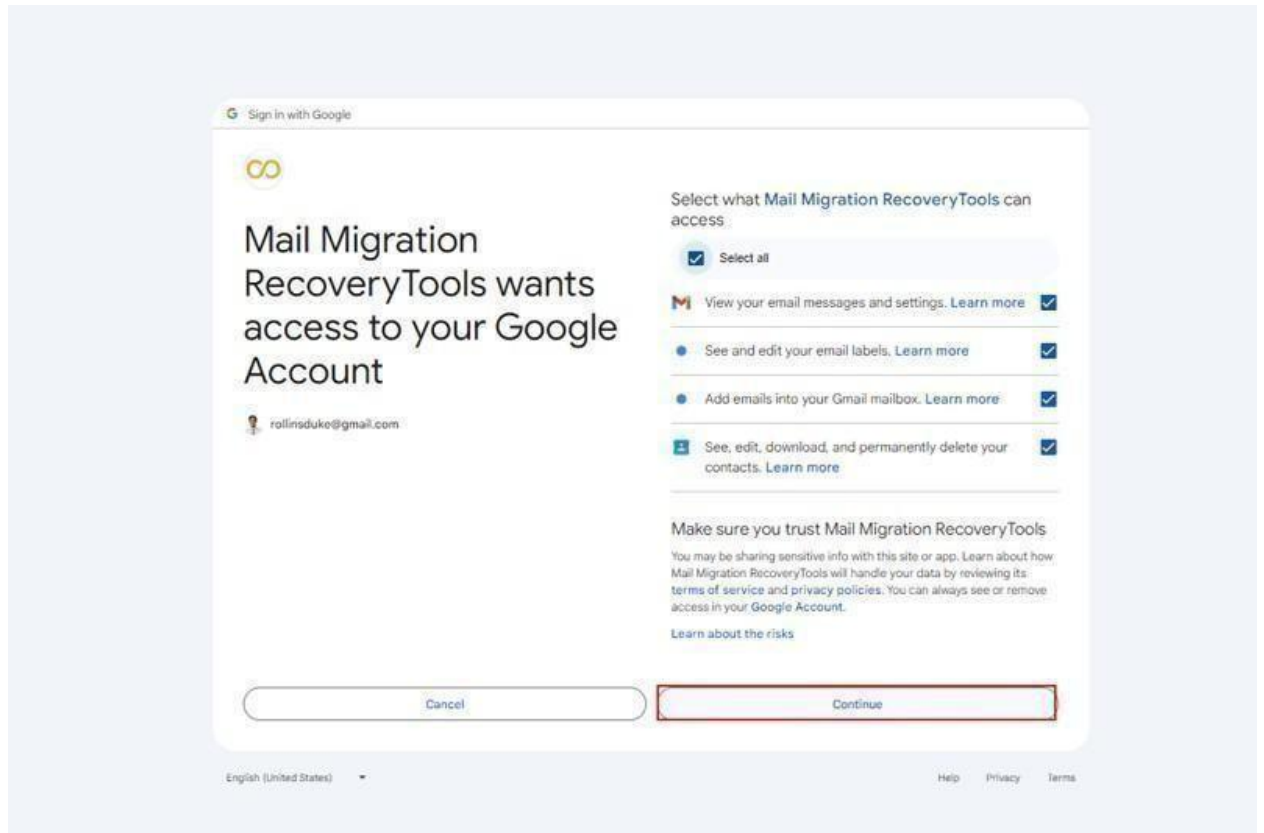 Sign in with Google
Mail Migration
RecoveryTools wants
access to your Google
Account
rollinsduke@gmail.com
Select what Mail Migration RecoveryTools can
access
Select all
View your email messages and settings. Learn more
See and edit your email labels. Learn more
Add emails into your Gmail mailbox. Learn more
See, edit, download, and permanently delete your
contacts. Learn more
Make sure you trust Mail Migration RecoveryTools
You may be sharing sensitive info with this site or app. Learn about how
Mail Migration RecoveryTools will handle your data by reviewing its
terms of service and privacy policies. You can always see or remove
access in your Google Account.
Learn about the risks
Cancel
Continue
English (United States)
Help Privacy Terms